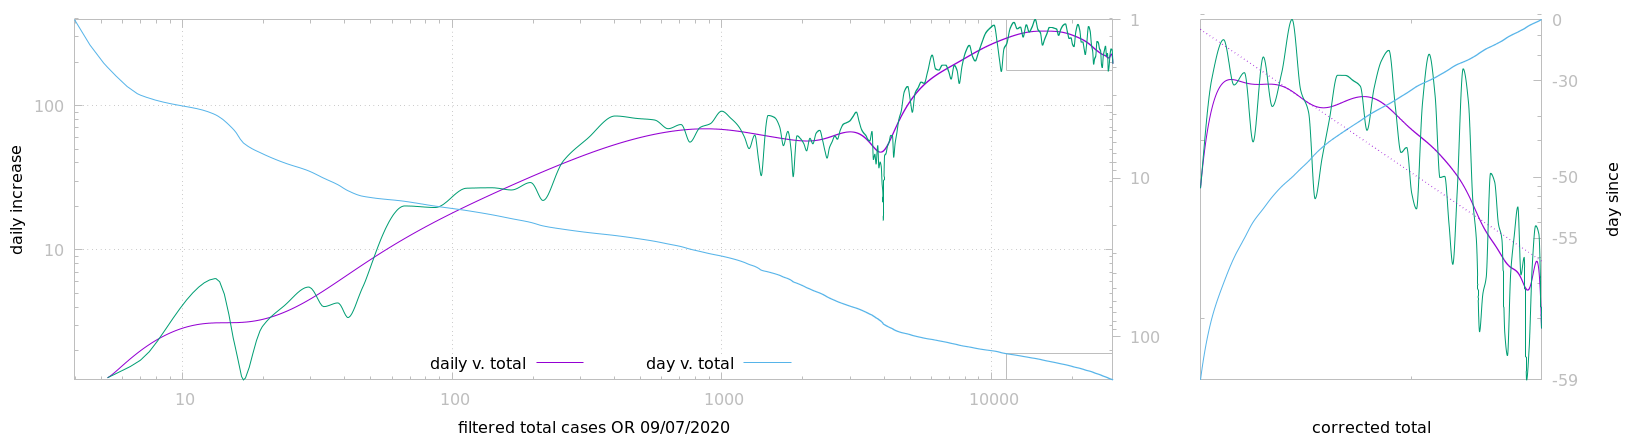 daily increase
100
10
10
100
1000
10000
1
10
100
daily v. total
day v. total
filtered total cases OR 09/07/2020
0
-30
-50
-55
-59
day since
corrected total